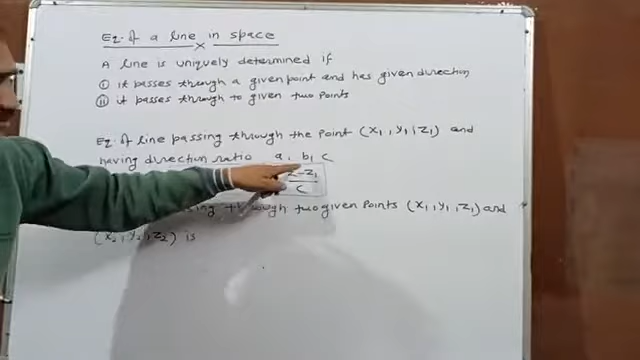 Eq. of a line in space
A line is uniquely determined if
(i) it passes through a given point and has given direction
(ii) it passes through to given two points
Eq. of line passing through the point (x₁, y₁, z₁) and
having direction ratio a, b, c
z-z₁/c
through two given points (x₁, y₁, z₁) and
(x₂, y₂, z₂) is